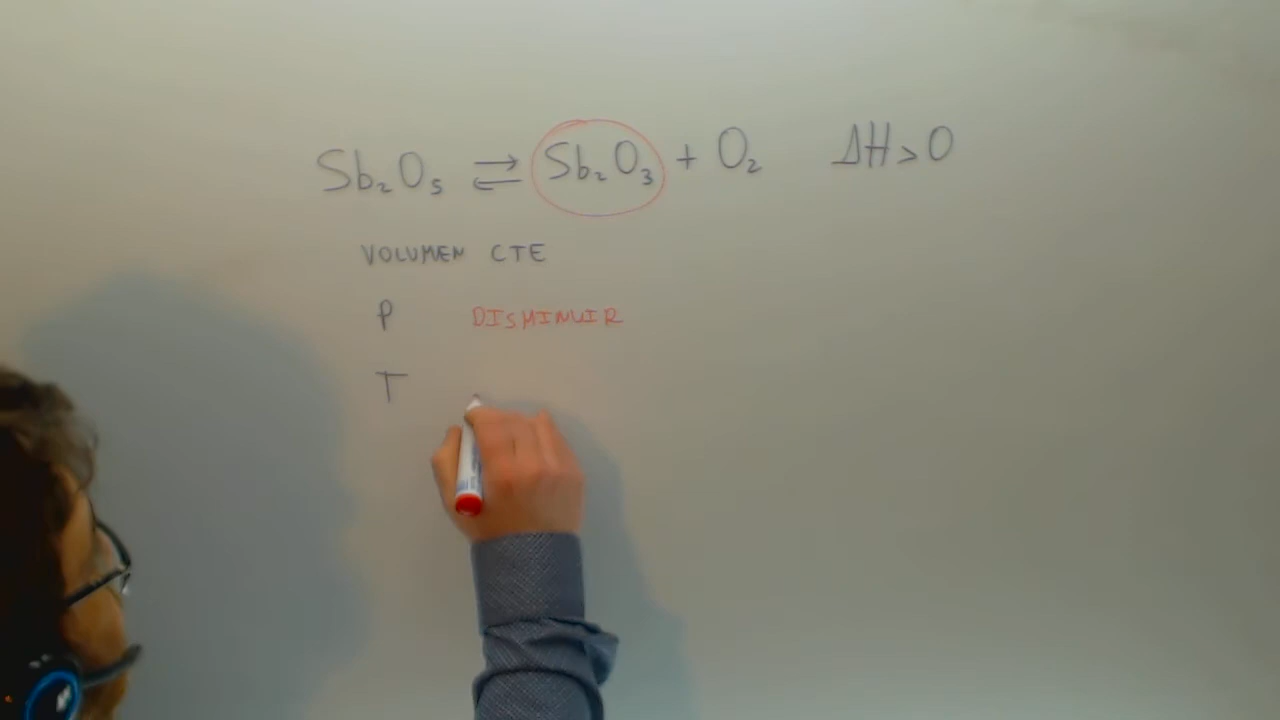 Sb₂O₅ ⇌ Sb₂O₃ + O₂ ΔH > 0
VOLUMEN CTE
P DISMINUIR
T